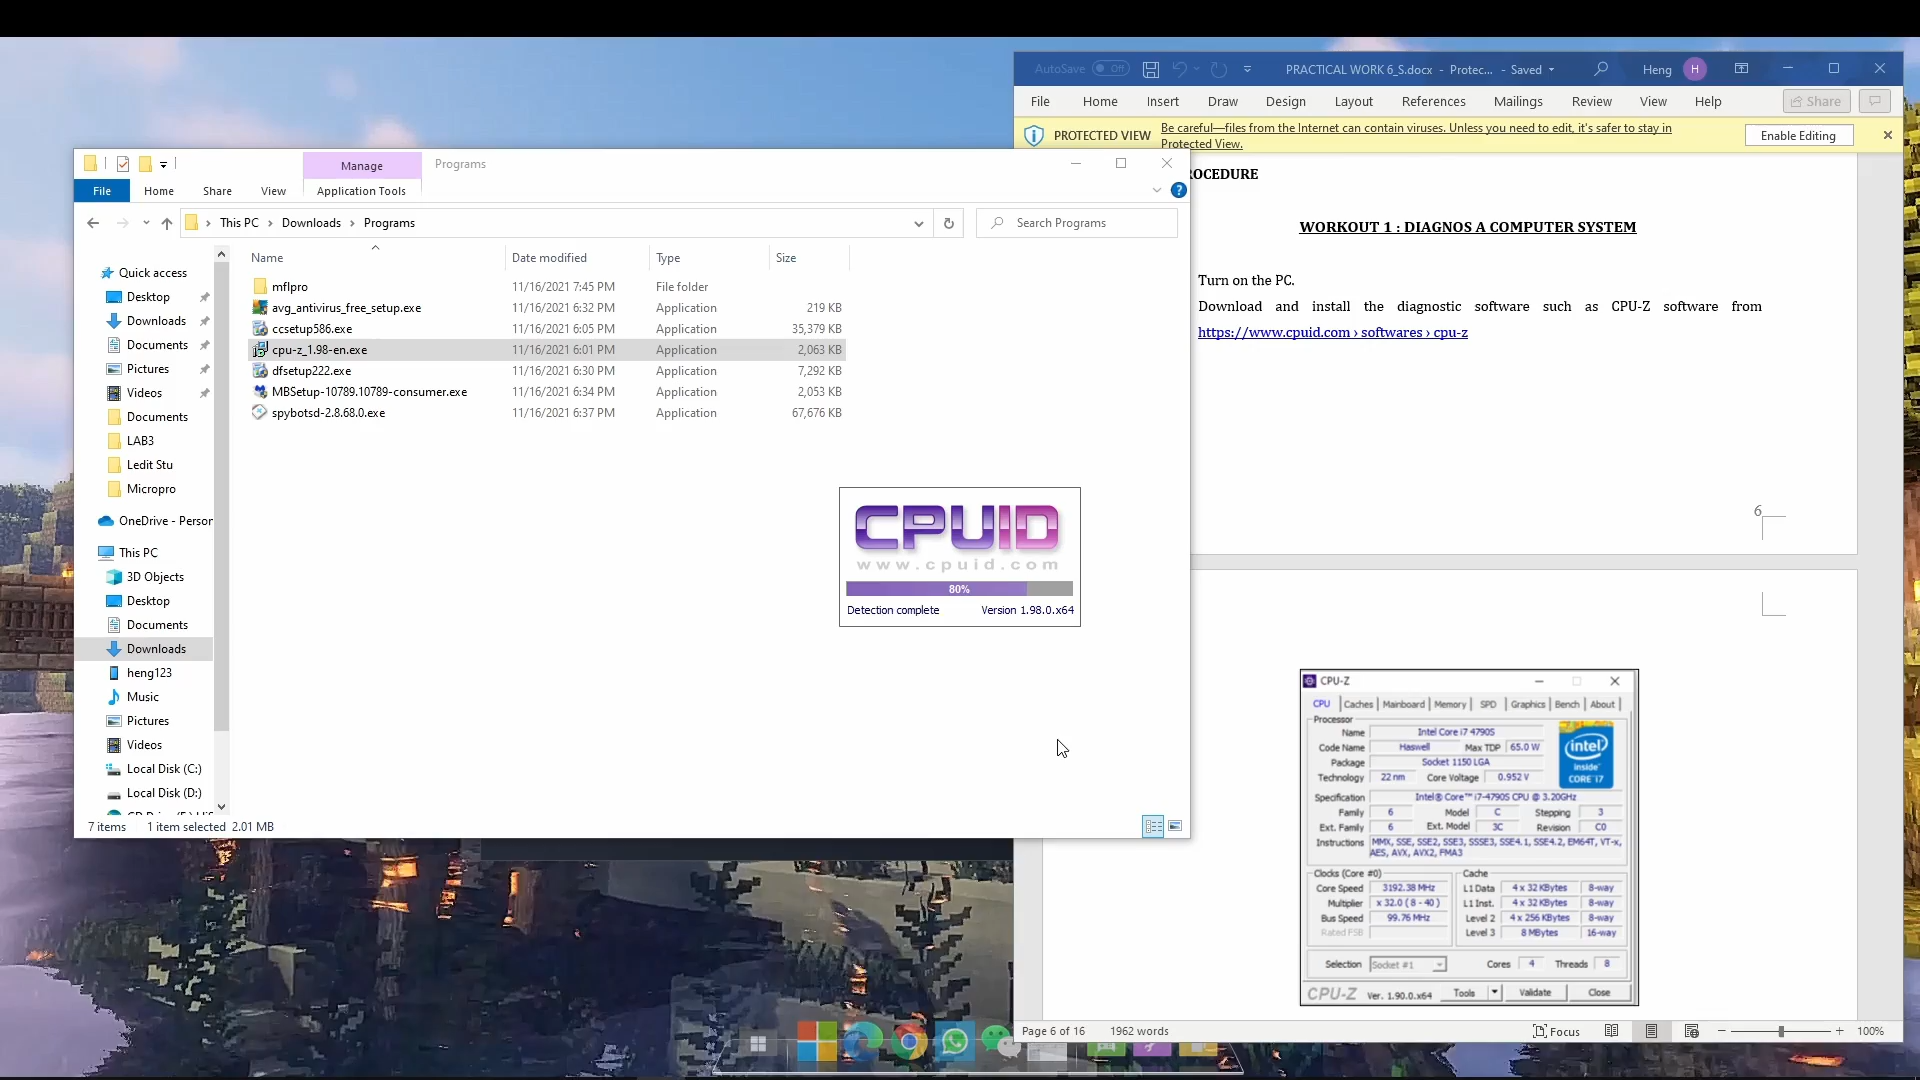 AutoSave Off PRACTICAL WORK 6_S.docx - Protec... - Saved Heng H
File Home Insert Draw Design Layout References Mailings Review View Help Share
PROTECTED VIEW Be careful—files from the Internet can contain viruses. Unless you need to edit, it's safer to stay in
Protected View. Enable Editing
ROCEDURE
WORKOUT 1 : DIAGNOS A COMPUTER SYSTEM
Turn on the PC.
Download and install the diagnostic software such as CPU-Z software from
https://www.cpuid.com › softwares › cpu-z
6
Manage Programs
File Home Share View Application Tools
This PC Downloads Programs Search Programs
Name Date modified Type Size
mflpro 11/16/2021 7:45 PM File folder
avg_antivirus_free_setup.exe 11/16/2021 6:32 PM Application 219 KB
ccsetup586.exe 11/16/2021 6:05 PM Application 35,379 KB
cpu-z_1.98-en.exe 11/16/2021 6:01 PM Application 2,063 KB
dfsetup222.exe 11/16/2021 6:30 PM Application 7,292 KB
MBSetup-10789.10789-consumer.exe 11/16/2021 6:34 PM Application 2,053 KB
spybotsd-2.8.68.0.exe 11/16/2021 6:37 PM Application 67,676 KB
Quick access
Desktop
Downloads
Documents
Pictures
Videos
Documents
LAB3
Ledit Stu
Micropro
OneDrive - Person
This PC
3D Objects
Desktop
Documents
Downloads
heng123
Music
Pictures
Videos
Local Disk (C:)
Local Disk (D:)
7 items 1 item selected 2.01 MB
CPUID
www.cpuid.com
80%
Detection complete Version 1.98.0.x64
CPU-Z
CPU Caches Mainboard Memory SPD Graphics Bench About
Processor
Name Intel Core i7 4790S
Code Name Haswell Max TDP 65.0 W
Package Socket 1150 LGA
Technology 22 nm Core Voltage 0.952 V
intel
inside
CORE i7
Specification Intel® Core™ i7-4790S CPU @ 3.20GHz
Family 6 Model C Stepping 3
Ext. Family 6 Ext. Model 3C Revision C0
Instructions MMX, SSE, SSE2, SSE3, SSSE3, SSE4.1, SSE4.2, EM64T, VT-x,
AES, AVX, AVX2, FMA3
Clocks (Core #0) Cache
Core Speed 3192.38 MHz L1 Data 4 x 32 KBytes 8-way
Multiplier x 32.0 ( 8 - 40 ) L1 Inst. 4 x 32 KBytes 8-way
Bus Speed 99.76 MHz Level 2 4 x 256 KBytes 8-way
Rated FSB Level 3 8 MBytes 16-way
Selection Socket #1 Cores 4 Threads 8
CPU-Z Ver. 1.90.0.x64 Tools Validate Close
Page 6 of 16 1962 words Focus 100%